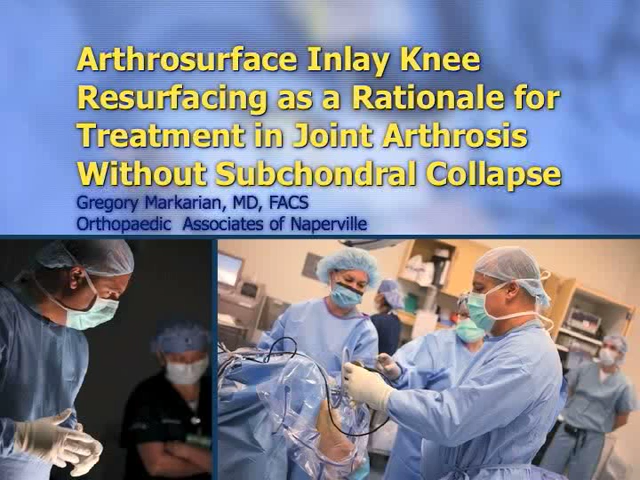 Arthrosurface Inlay Knee
Resurfacing as a Rationale for
Treatment in Joint Arthrosis
Without Subchondral Collapse
Gregory Markarian, MD, FACS
Orthopaedic Associates of Naperville